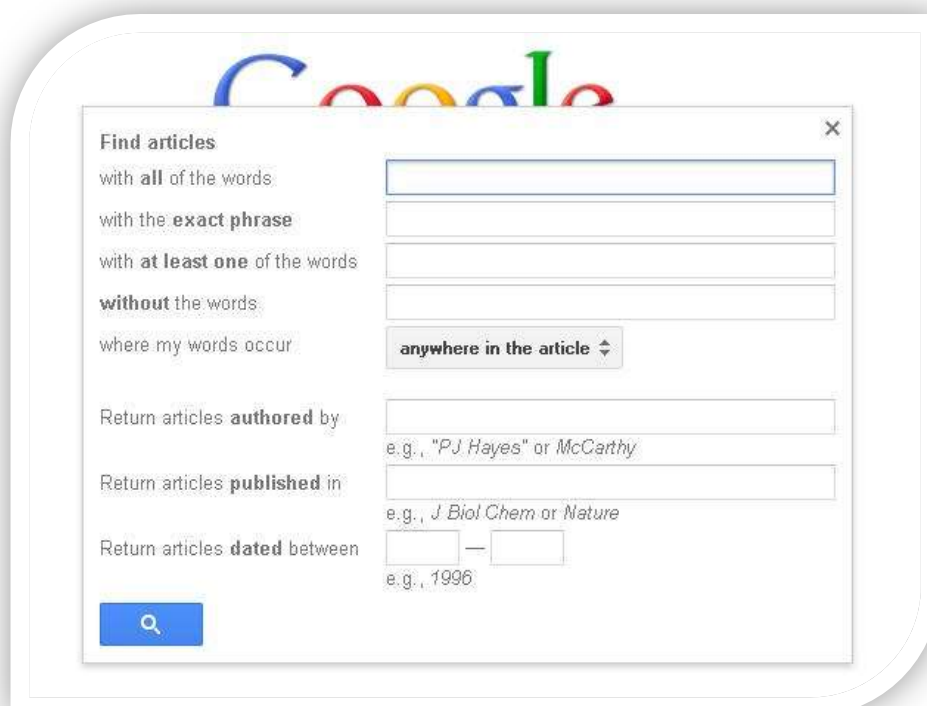 Google
Find articles
×
with all of the words
with the exact phrase
with at least one of the words
without the words
where my words occur
anywhere in the article
Return articles authored by
e.g., "PJ Hayes" or McCarthy
Return articles published in
e.g., J Biol Chem or Nature
Return articles dated between
—
e.g., 1996